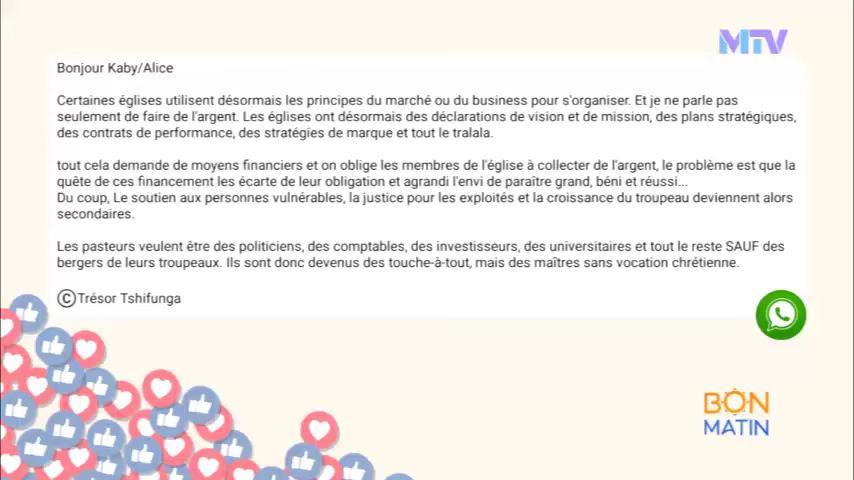 MTV
Bonjour Kaby/Alice
Certaines églises utilisent désormais les principes du marché ou du business pour s'organiser. Et je ne parle pas
seulement de faire de l'argent. Les églises ont désormais des déclarations de vision et de mission, des plans stratégiques,
des contrats de performance, des stratégies de marque et tout le tralala.
tout cela demande de moyens financiers et on oblige les membres de l'église à collecter de l'argent, le problème est que la
quête de ces financement les écarte de leur obligation et agrandi l'envi de paraître grand, béni et réussi...
Du coup, Le soutien aux personnes vulnérables, la justice pour les exploités et la croissance du troupeau deviennent alors
secondaires.
Les pasteurs veulent être des politiciens, des comptables, des investisseurs, des universitaires et tout le reste SAUF des
bergers de leurs troupeaux. Ils sont donc devenus des touche-à-tout, mais des maîtres sans vocation chrétienne.
©Trésor Tshifunga
BON
MATIN